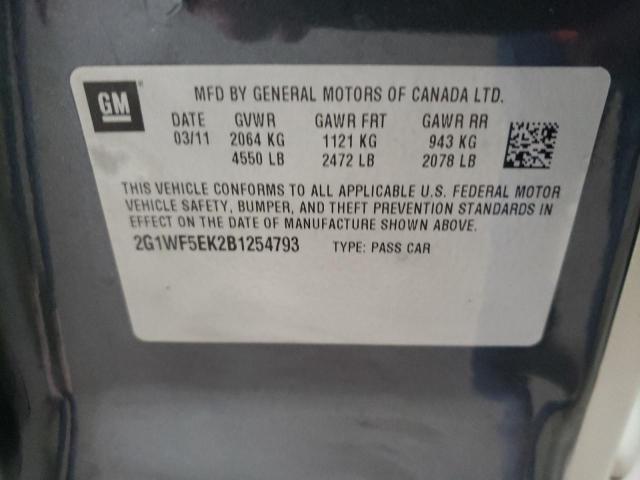 GM
MFD BY GENERAL MOTORS OF CANADA LTD.
DATE GVWR GAWR FRT GAWR RR
03/11 2064 KG 1121 KG 943 KG
4550 LB 2472 LB 2078 LB
THIS VEHICLE CONFORMS TO ALL APPLICABLE U.S. FEDERAL MOTOR
VEHICLE SAFETY, BUMPER, AND THEFT PREVENTION STANDARDS IN
EFFECT ON THE DATE OF MANUFACTURE SHOWN ABOVE.
2G1WF5EK2B1254793 TYPE: PASS CAR